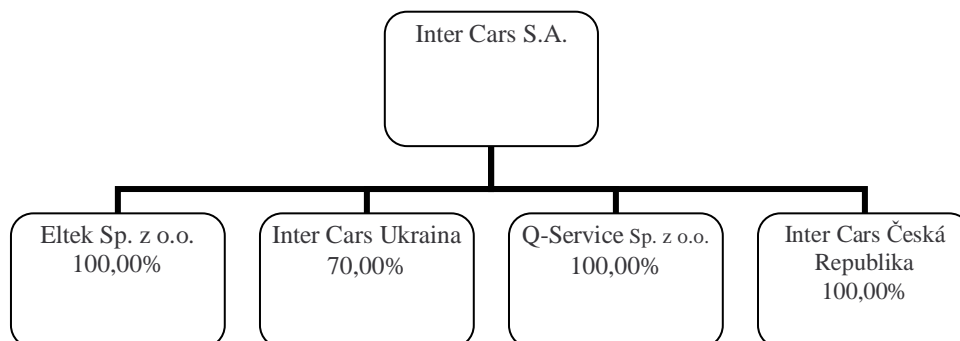 Inter Cars S.A.
Eltek Sp. z o.o.
100,00%
Inter Cars Ukraina
70,00%
Q-Service Sp. z o.o.
100,00%
Inter Cars Česká
Republika
100,00%